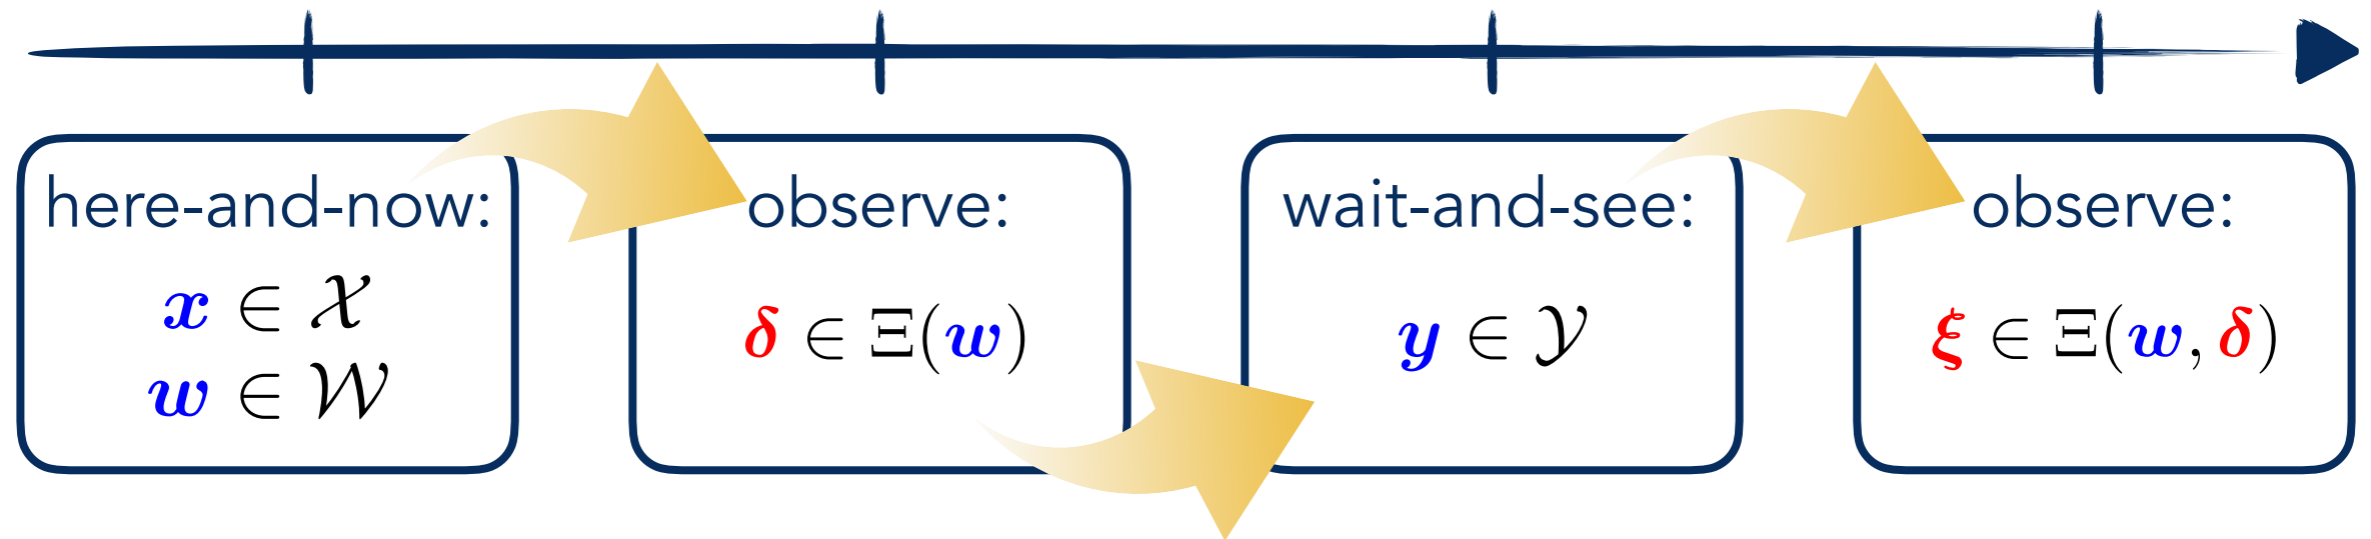 here-and-now:
x ∈ 𝒳
w ∈ 𝒲
observe:
δ ∈ Ξ(w)
wait-and-see:
y ∈ 𝒴
observe:
ξ ∈ Ξ(w, δ)